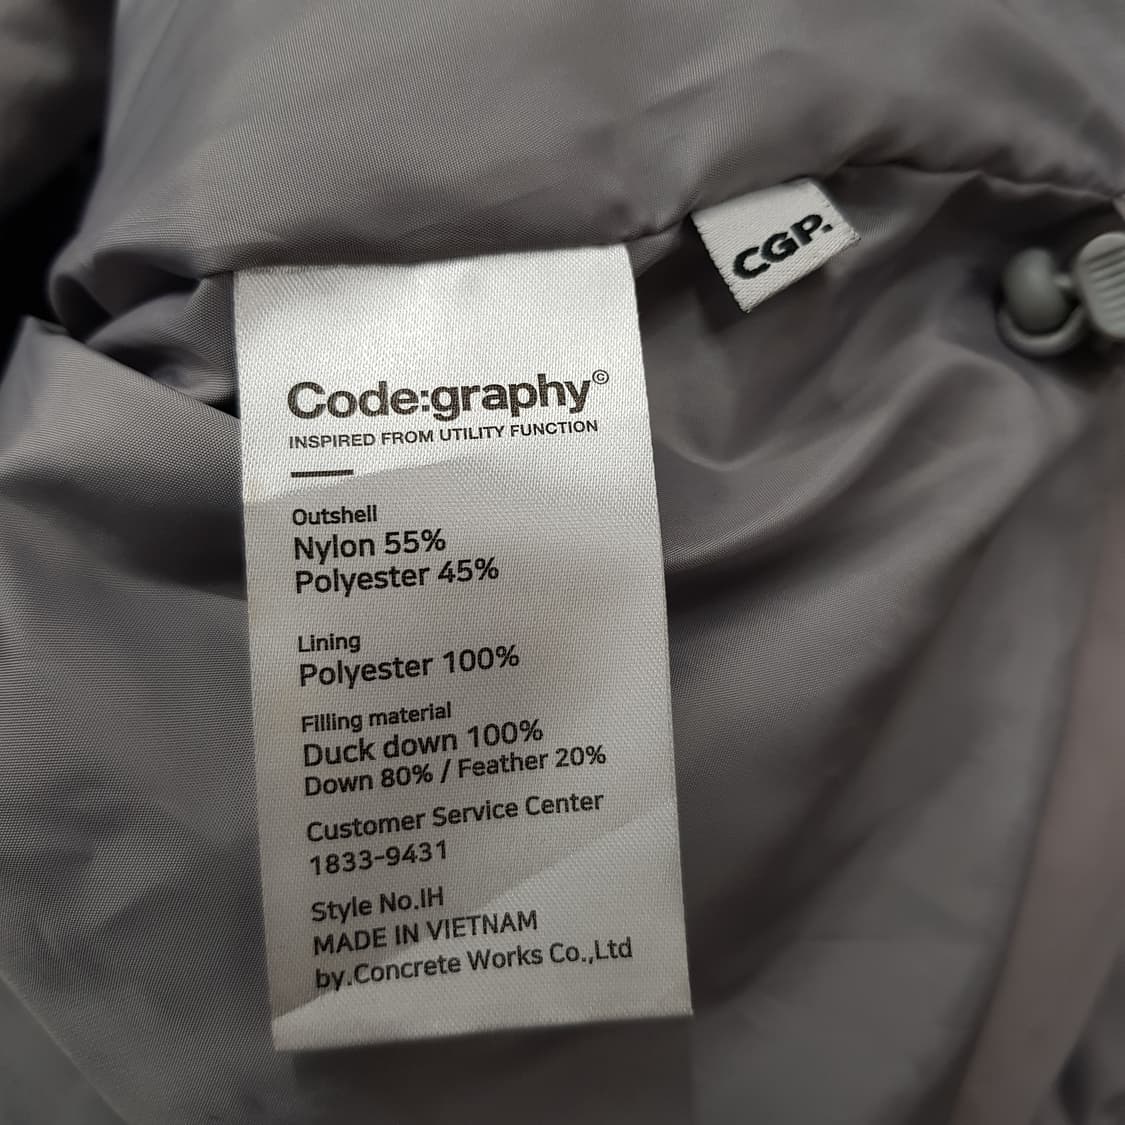 CGP.
Code:graphy©
INSPIRED FROM UTILITY FUNCTION
Outshell
Nylon 55%
Polyester 45%
Lining
Polyester 100%
Filling material
Duck down 100%
Down 80% / Feather 20%
Customer Service Center
1833-9431
Style No.IH
MADE IN VIETNAM
by.Concrete Works Co.,Ltd